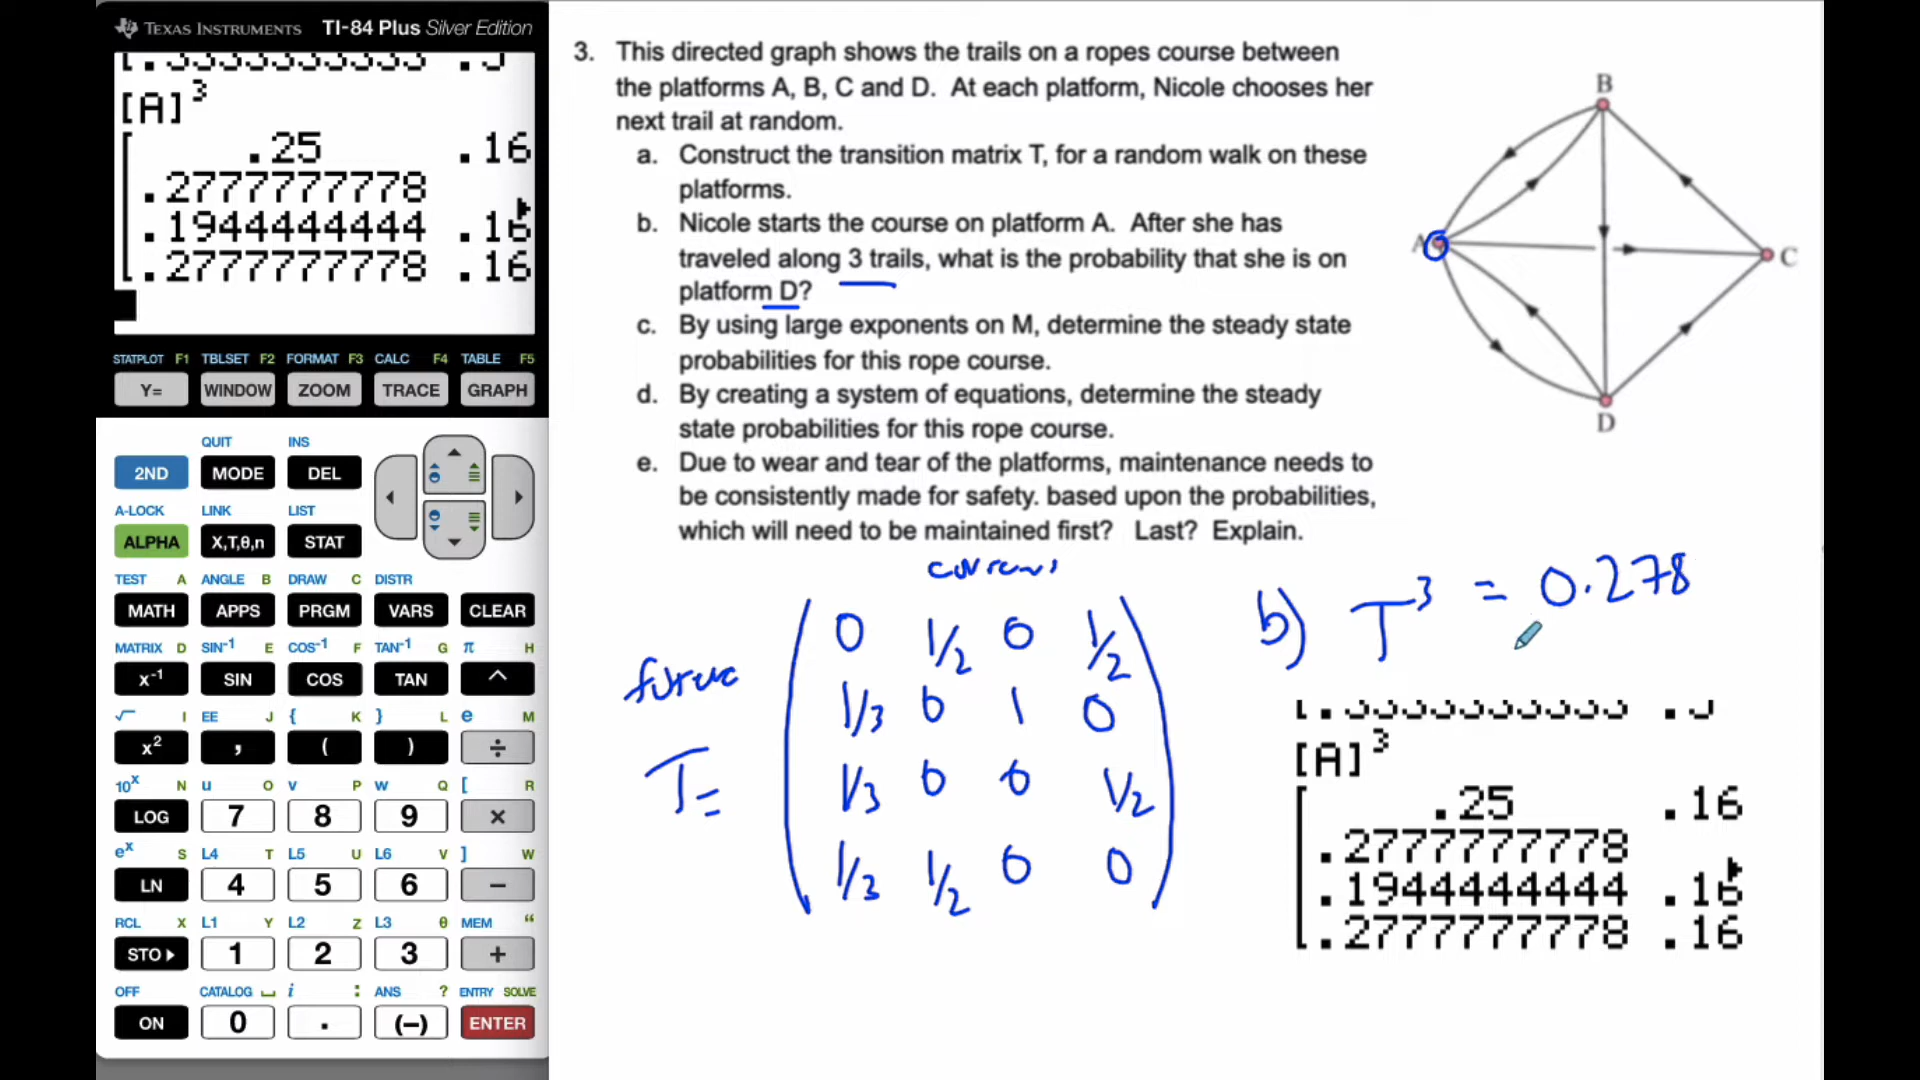 TEXAS INSTRUMENTS TI-84 Plus Silver Edition
[.3333333333 .5
[A]³
[ .25 .16
.2777777778
.1944444444 .16
[.2777777778 .16
STATPLOT F1 TBLSET F2 FORMAT F3 CALC F4 TABLE F5
Y= WINDOW ZOOM TRACE GRAPH
QUIT INS
2ND MODE DEL
A-LOCK LINK LIST
ALPHA X,T,θ,n STAT
TEST A ANGLE B DRAW C DISTR
MATH APPS PRGM VARS CLEAR
MATRIX D SIN⁻¹ E COS⁻¹ F TAN⁻¹ G π H
x⁻¹ SIN COS TAN ^
√ I EE J { K } L e M
x² , ( ) ÷
10ˣ N u O v P w Q [ R
LOG 7 8 9 ×
eˣ S L4 T L5 U L6 V ] W
LN 4 5 6 −
RCL X L1 Y L2 Z L3 θ MEM “
STO▸ 1 2 3 +
OFF CATALOG ⎵ i : ANS ? ENTRY SOLVE
ON 0 . (−) ENTER
3. This directed graph shows the trails on a ropes course between
the platforms A, B, C and D. At each platform, Nicole chooses her
next trail at random.
a. Construct the transition matrix T, for a random walk on these
platforms.
b. Nicole starts the course on platform A. After she has
traveled along 3 trails, what is the probability that she is on
platform D?
c. By using large exponents on M, determine the steady state
probabilities for this rope course.
d. By creating a system of equations, determine the steady
state probabilities for this rope course.
e. Due to wear and tear of the platforms, maintenance needs to
be consistently made for safety. based upon the probabilities,
which will need to be maintained first? Last? Explain.
B
A
C
D
current
future
T=
0 1/2 0 1/2
1/3 0 1 0
1/3 0 0 1/2
1/3 1/2 0 0
b) T³ = 0.278
[.3333333333 .5
[A]³
[ .25 .16
.2777777778
.1944444444 .16
[.2777777778 .16